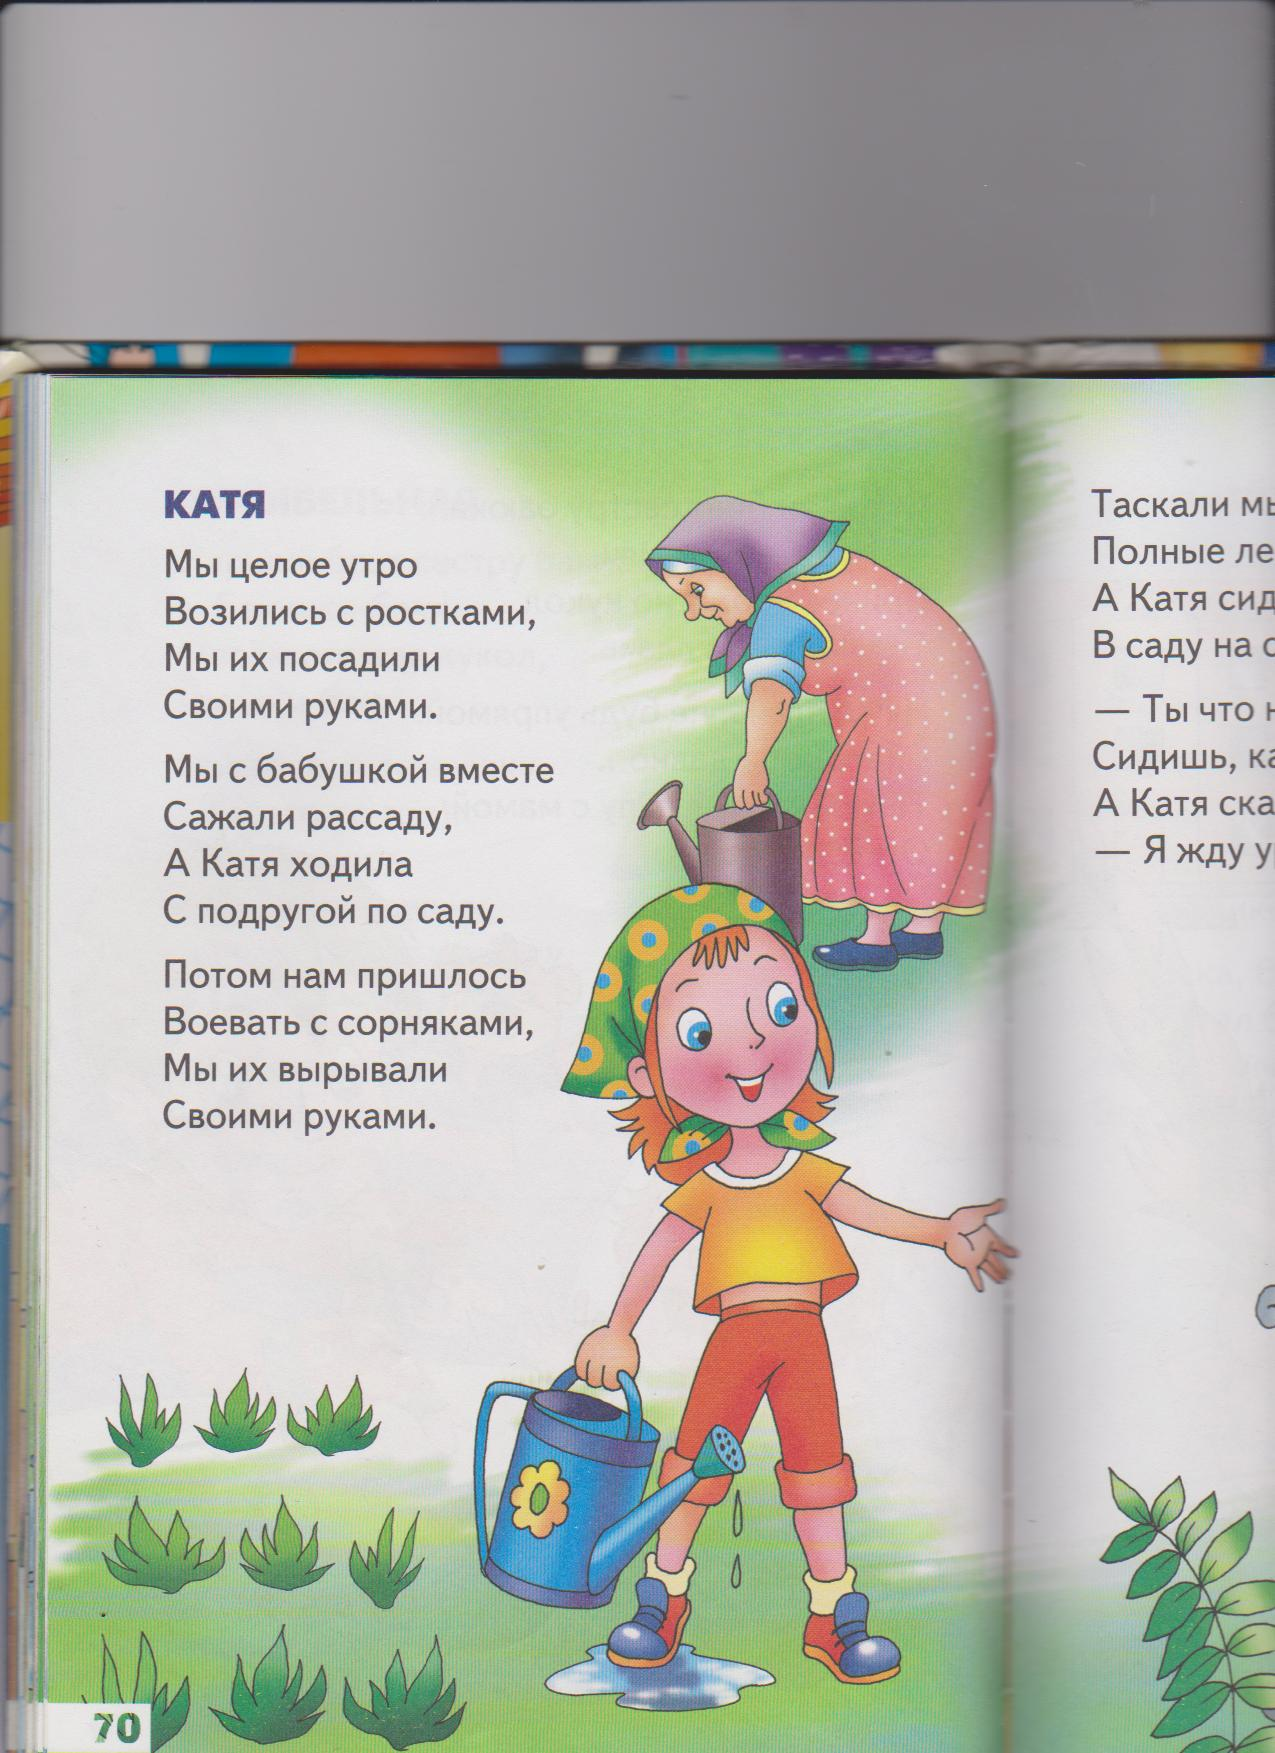 КАТЯ
Мы целое утро
Возились с ростками,
Мы их посадили
Своими руками.
Мы с бабушкой вместе
Сажали рассаду,
А Катя ходила
С подругой по саду.
Потом нам пришлось
Воевать с сорняками,
Мы их вырывали
Своими руками.
70
Таскали
Полные
А Катя
В саду на
— Ты что
Сидишь,
А Катя
— Я жду